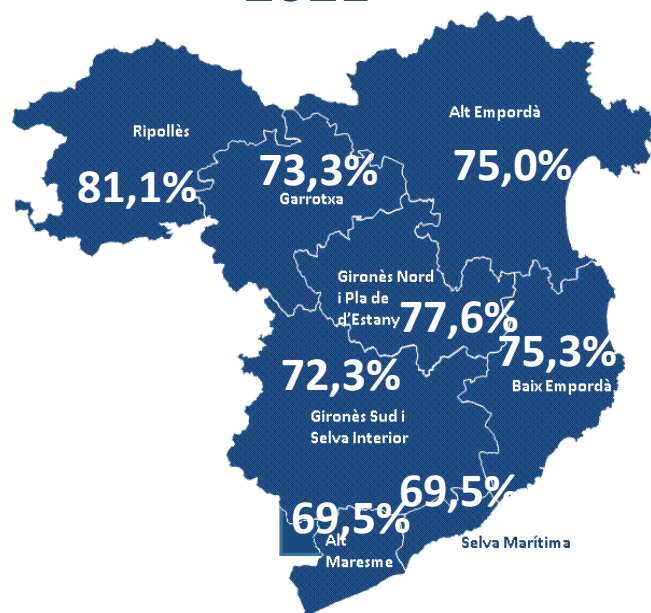 Ripollès
81,1%
73,3%
Garrotxa
Alt Empordà
75,0%
Gironès Nord
i Pla de
d'Estany
77,6%
75,3%
Baix Empordà
72,3%
Gironès Sud i
Selva Interior
69,5%
Selva Marítima
69,5%
Alt
Maresme